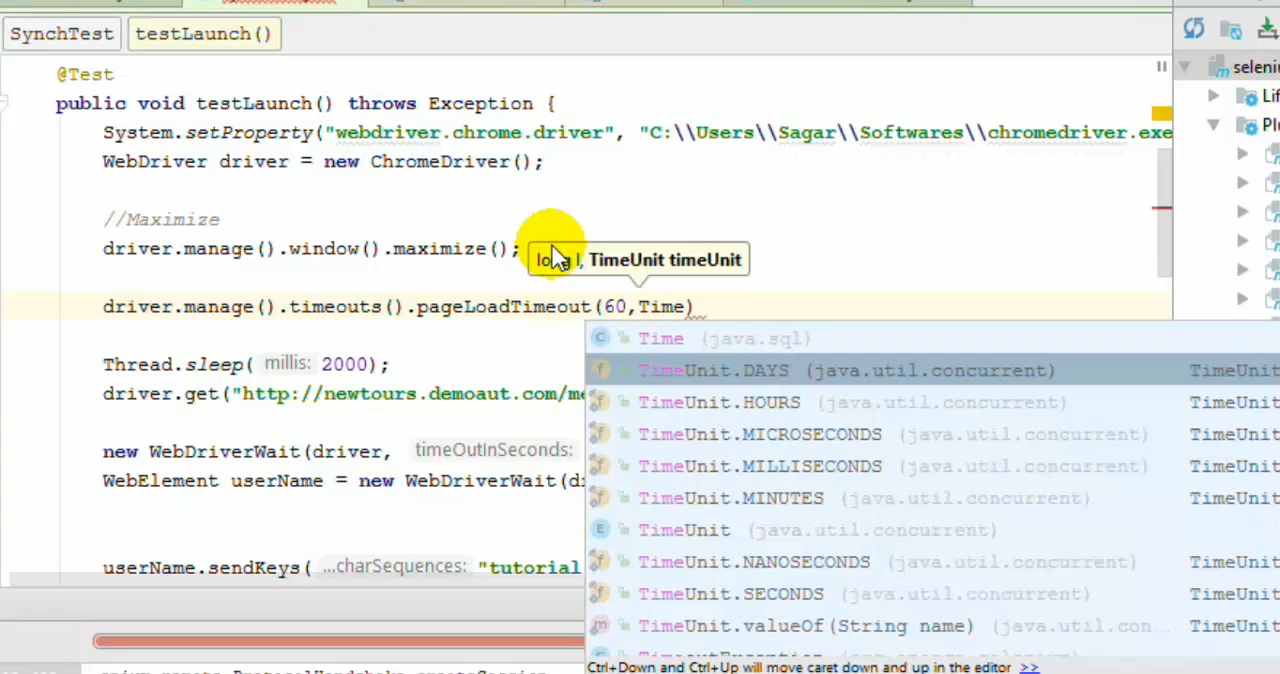 SynchTest testLaunch()
@Test
public void testLaunch() throws Exception {
System.setProperty("webdriver.chrome.driver", "C:\\Users\\Sagar\\Softwares\\chromedriver.exe
WebDriver driver = new ChromeDriver();
//Maximize
driver.manage().window().maximize();
long l, TimeUnit timeUnit
driver.manage().timeouts().pageLoadTimeout(60,Time)
Thread.sleep( millis: 2000);
driver.get("http://newtours.demoaut.com/me
new WebDriverWait(driver, timeOutInSeconds:
WebElement userName = new WebDriverWait(d
userName.sendKeys( ...charSequences: "tutorial
Time (java.sql)
TimeUnit.DAYS (java.util.concurrent) TimeUnit
TimeUnit.HOURS (java.util.concurrent) TimeUnit
TimeUnit.MICROSECONDS (java.util.concurrent) TimeUnit
TimeUnit.MILLISECONDS (java.util.concurrent) TimeUnit
TimeUnit.MINUTES (java.util.concurrent) TimeUnit
TimeUnit (java.util.concurrent)
TimeUnit.NANOSECONDS (java.util.concurrent) TimeUnit
TimeUnit.SECONDS (java.util.concurrent) TimeUnit
TimeUnit.valueOf(String name) (java.util.con... TimeUnit
Ctrl+Down and Ctrl+Up will move caret down and up in the editor >>
seleni
Lif
Plu